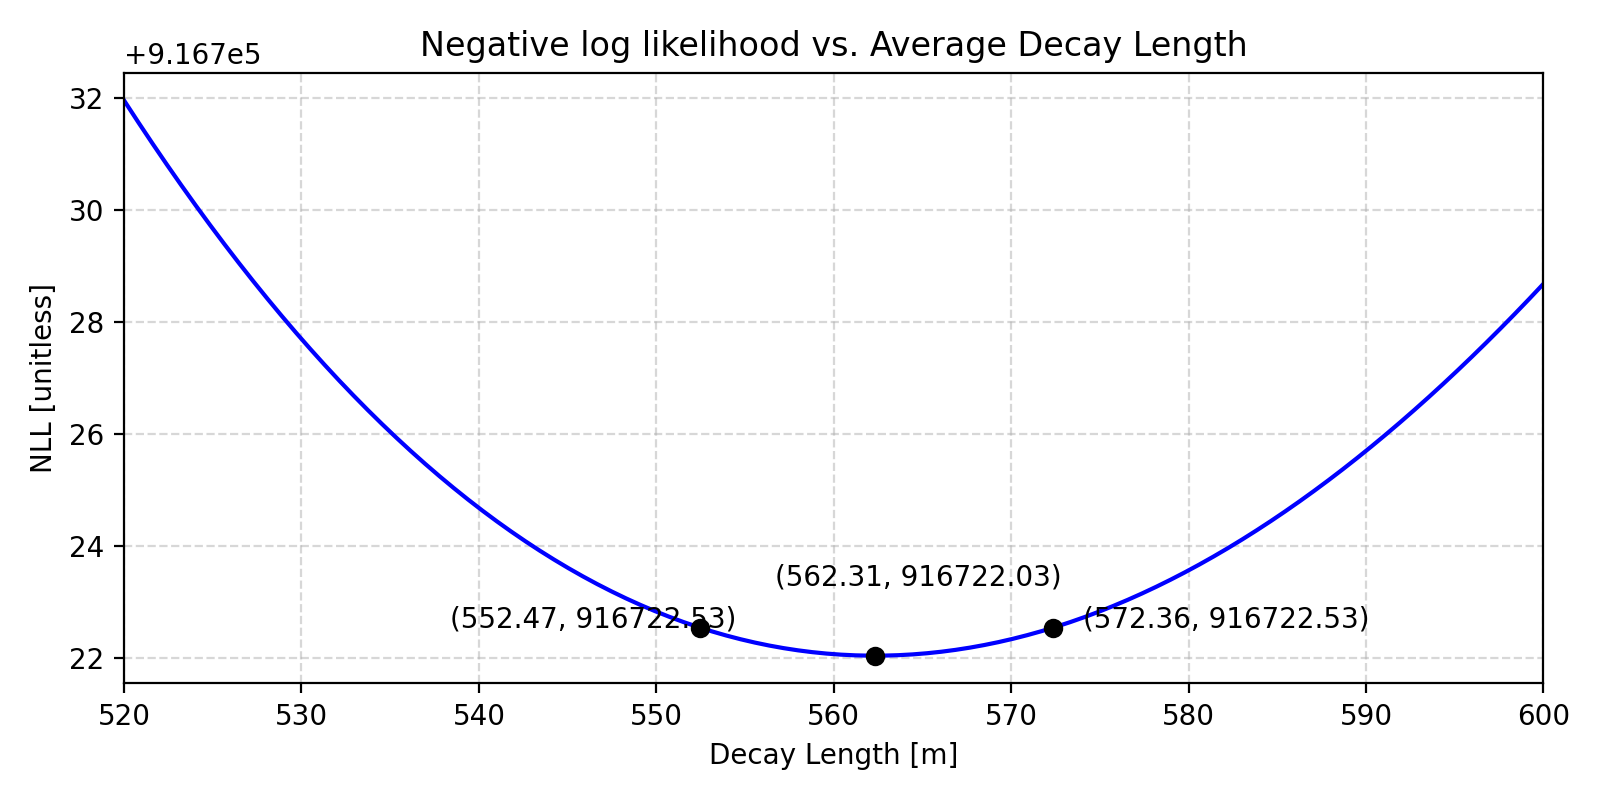 Negative log likelihood vs. Average Decay Length
+9.167e5
NLL [unitless]
32
30
28
26
24
22
(562.31, 916722.03)
(552.47, 916722.53)
(572.36, 916722.53)
520 530 540 550 560 570 580 590 600
Decay Length [m]